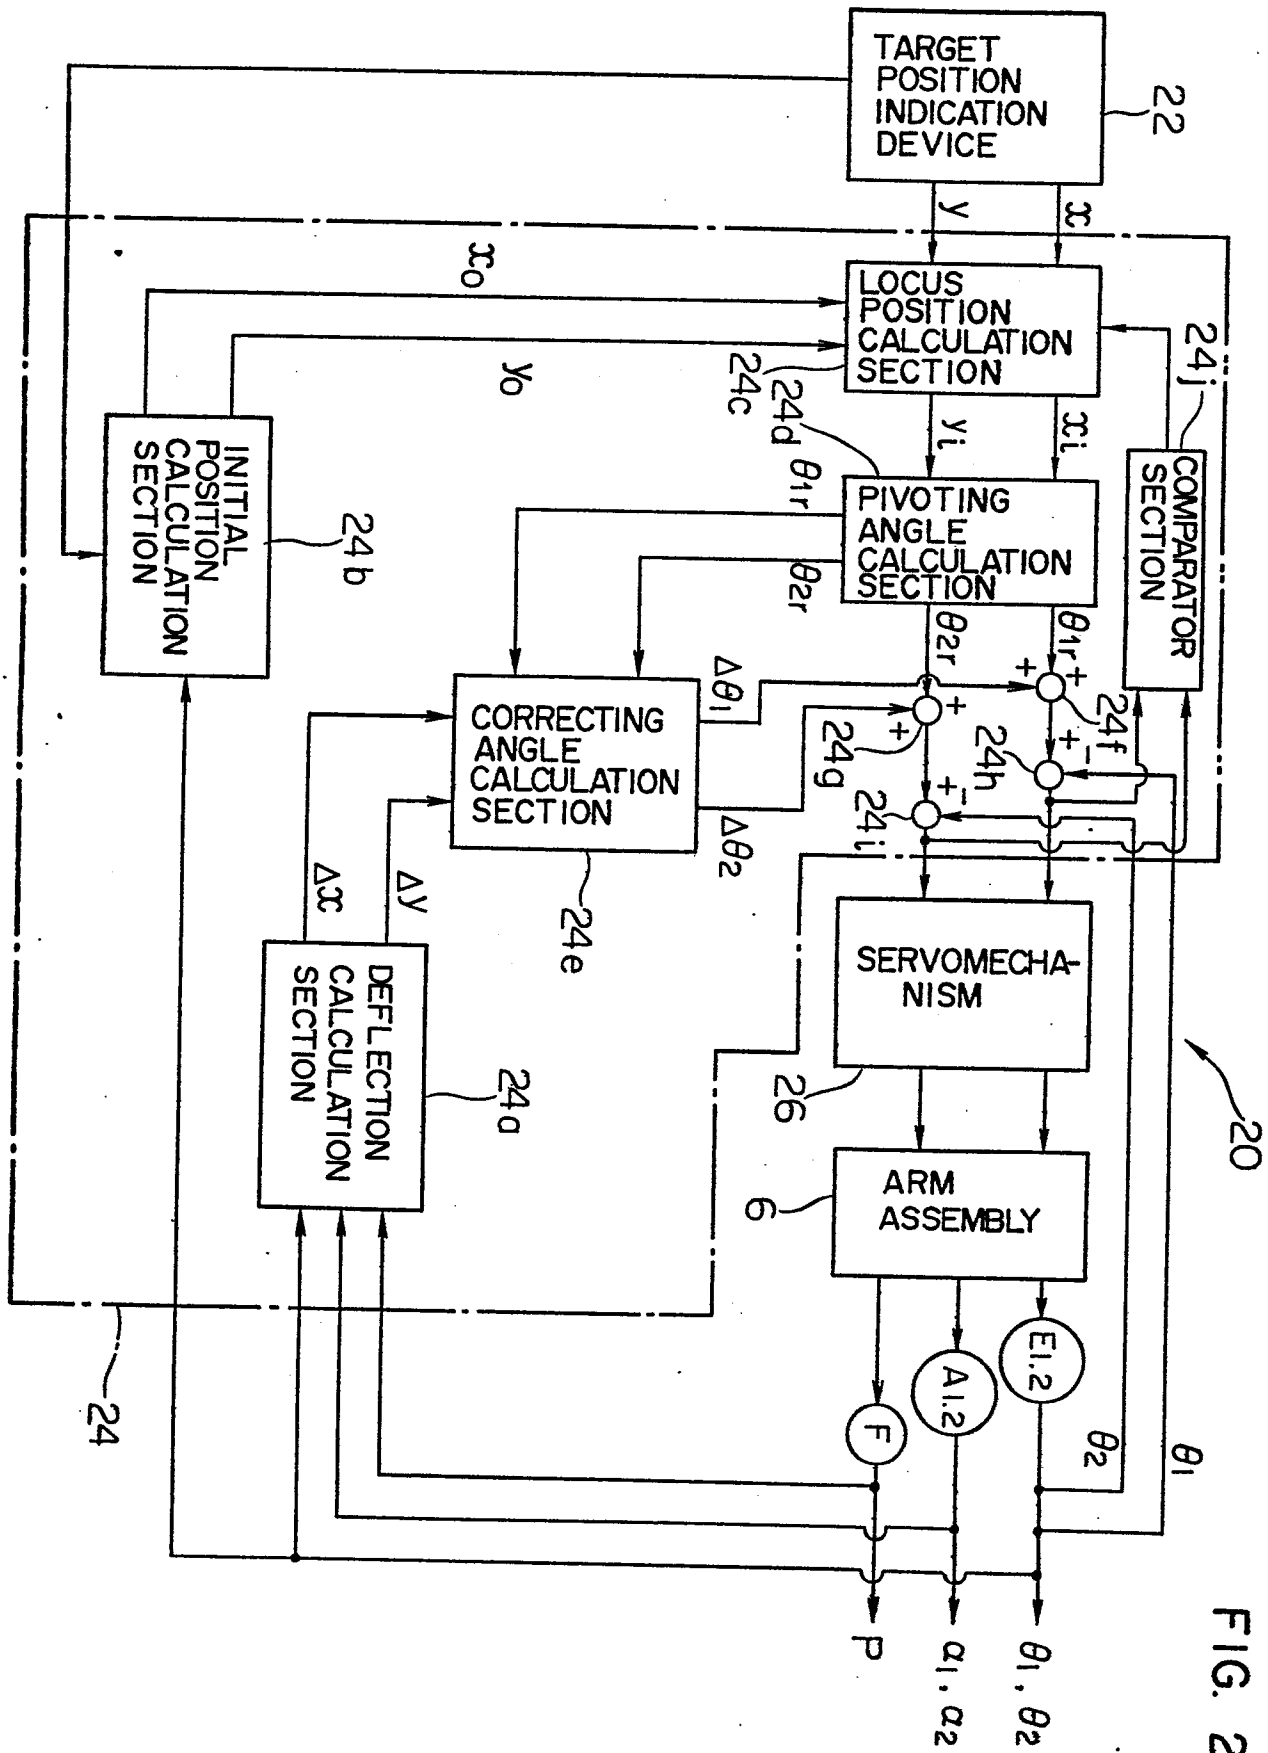 FIG. 2
20
22
TARGET
POSITION
INDICATION
DEVICE
x
y
24j
COMPARATOR
SECTION
LOCUS
POSITION
CALCULATION
SECTION
24c
xi
yi
24d
PIVOTING
ANGLE
CALCULATION
SECTION
θ1r
θ2r
θ1r
θ2r
+
+
24f
+
+
24g
+
-
24h
+
-
24i
SERVOMECHA-
NISM
26
ARM
ASSEMBLY
6
E1.2
A1.2
F
θ1
θ2
θ1, θ2
α1, α2
P
x0
y0
INITIAL
POSITION
CALCULATION
SECTION
24b
CORRECTING
ANGLE
CALCULATION
SECTION
24e
Δθ1
Δθ2
Δx
Δy
DEFLECTION
CALCULATION
SECTION
24a
24